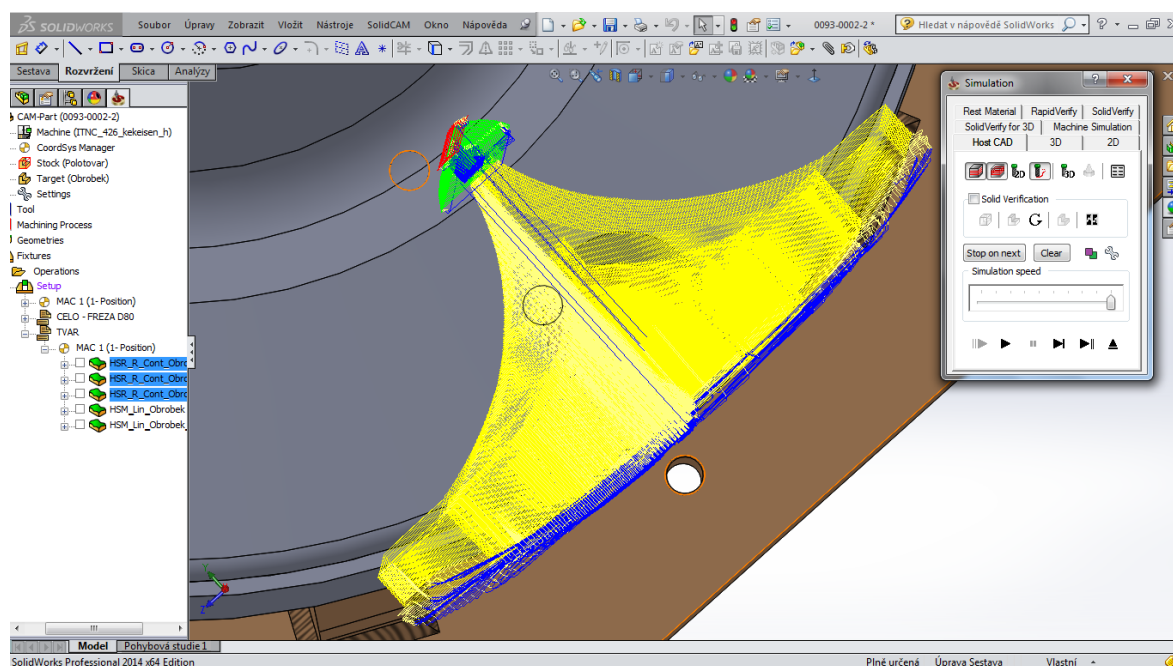 SOLIDWORKS Soubor Úpravy Zobrazit Vložit Nástroje SolidCAM Okno Nápověda 0093-0002-2 * Hledat v nápovědě SolidWorks
Sestava Rozvržení Skica Analýzy
CAM-Part (0093-0002-2)
Machine (ITNC_426_kekeisen_h)
CoordSys Manager
Stock (Polotovar)
Target (Obrobek)
Settings
Tool
Machining Process
Geometries
Fixtures
Operations
Setup
MAC 1 (1- Position)
CELO - FREZA D80
TVAR
MAC 1 (1- Position)
HSR_R_Cont_Obro
HSR_R_Cont_Obro
HSR_R_Cont_Obro
HSM_Lin_Obrobek
HSM_Lin_Obrobek_
Simulation
Rest Material RapidVerify SolidVerify
SolidVerify for 3D Machine Simulation
Host CAD 3D 2D
2D 3D
Solid Verification
Stop on next Clear
Simulation speed
Y
Z
Model Pohybová studie 1
SolidWorks Professional 2014 x64 Edition Plně určená Úprava Sestava Vlastní